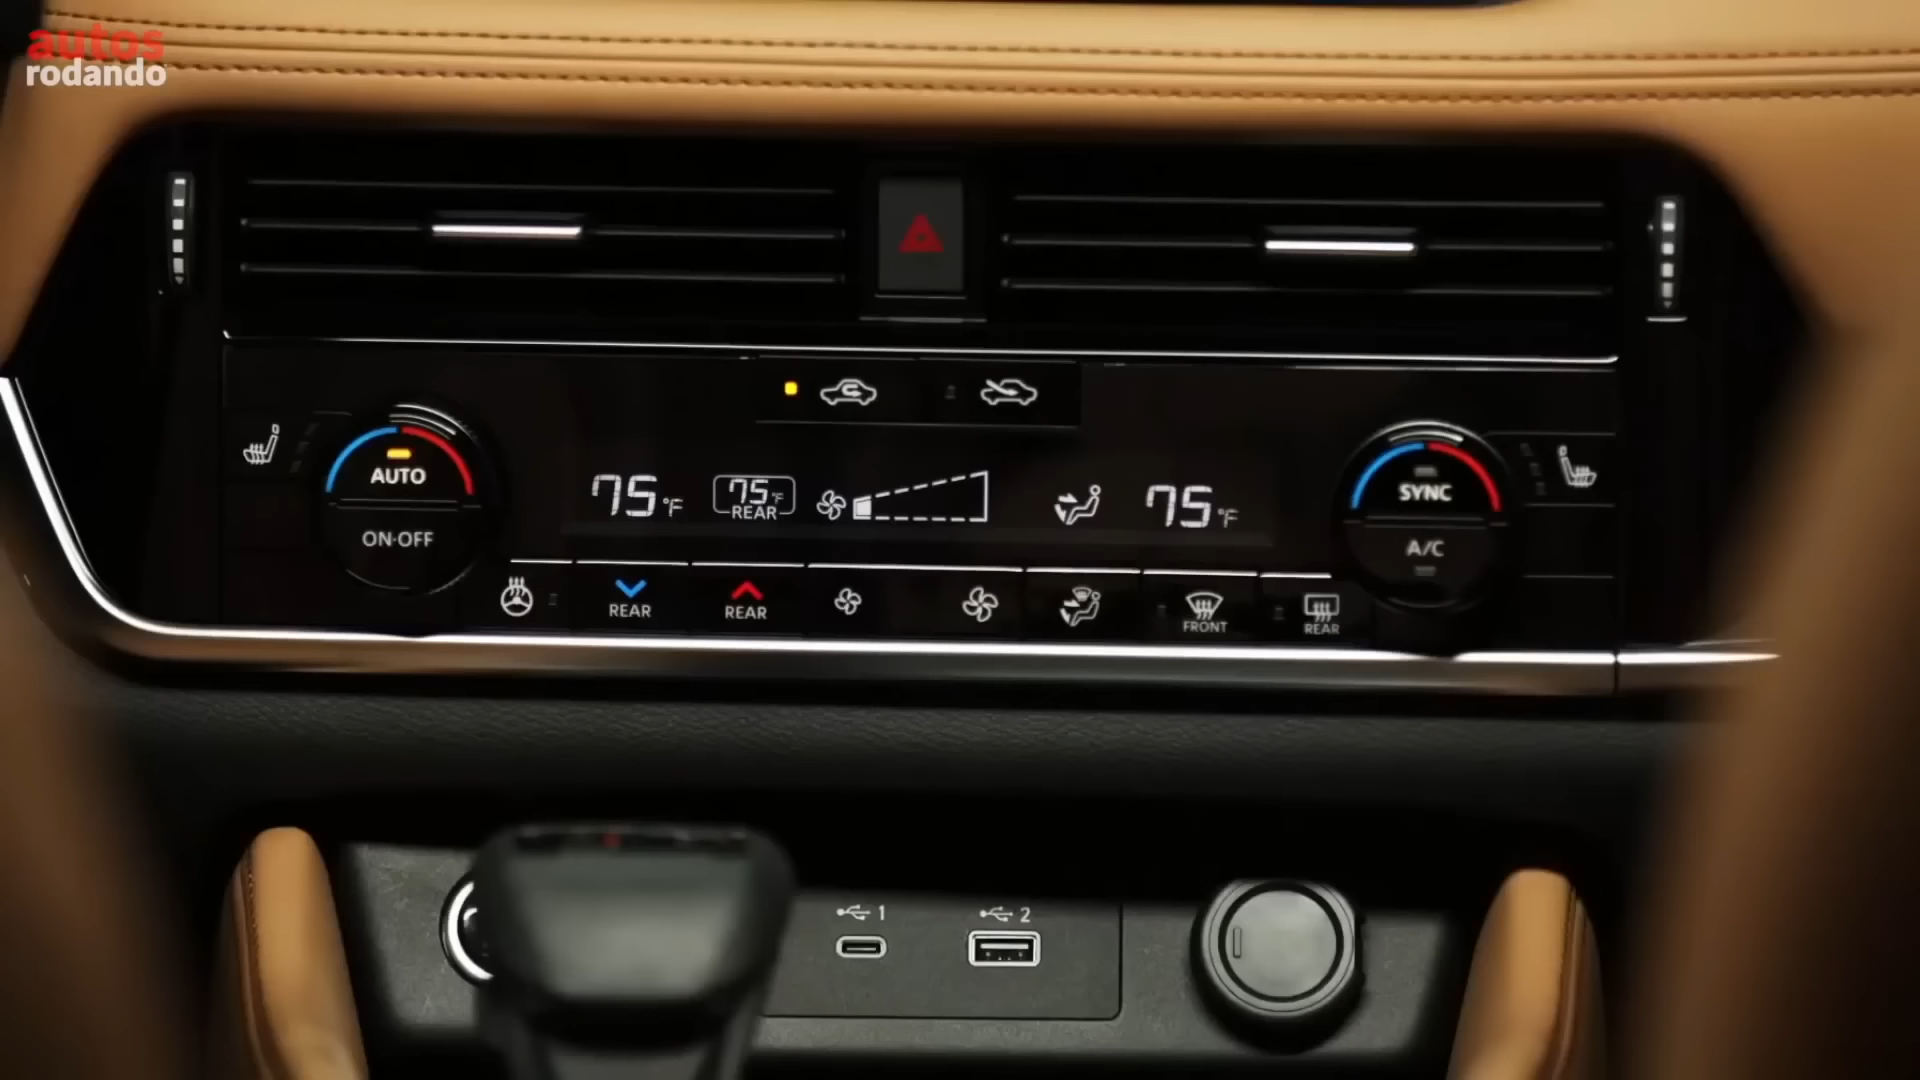 autos
rodando
AUTO
ON·OFF
75°F
75°F
REAR
75°F
SYNC
A/C
REAR
REAR
FRONT
REAR
1
2